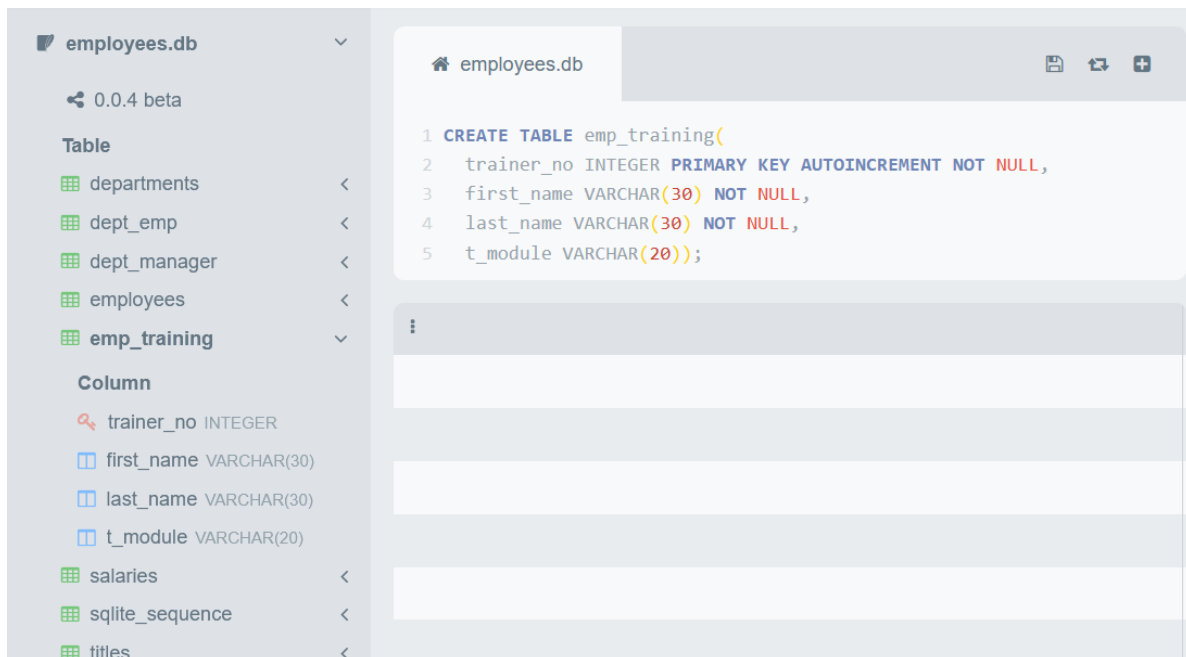 employees.db
0.0.4 beta
Table
departments
dept_emp
dept_manager
employees
emp_training
Column
trainer_no INTEGER
first_name VARCHAR(30)
last_name VARCHAR(30)
t_module VARCHAR(20)
salaries
sqlite_sequence
titles
employees.db
1 CREATE TABLE emp_training(
2 trainer_no INTEGER PRIMARY KEY AUTOINCREMENT NOT NULL,
3 first_name VARCHAR(30) NOT NULL,
4 last_name VARCHAR(30) NOT NULL,
5 t_module VARCHAR(20));